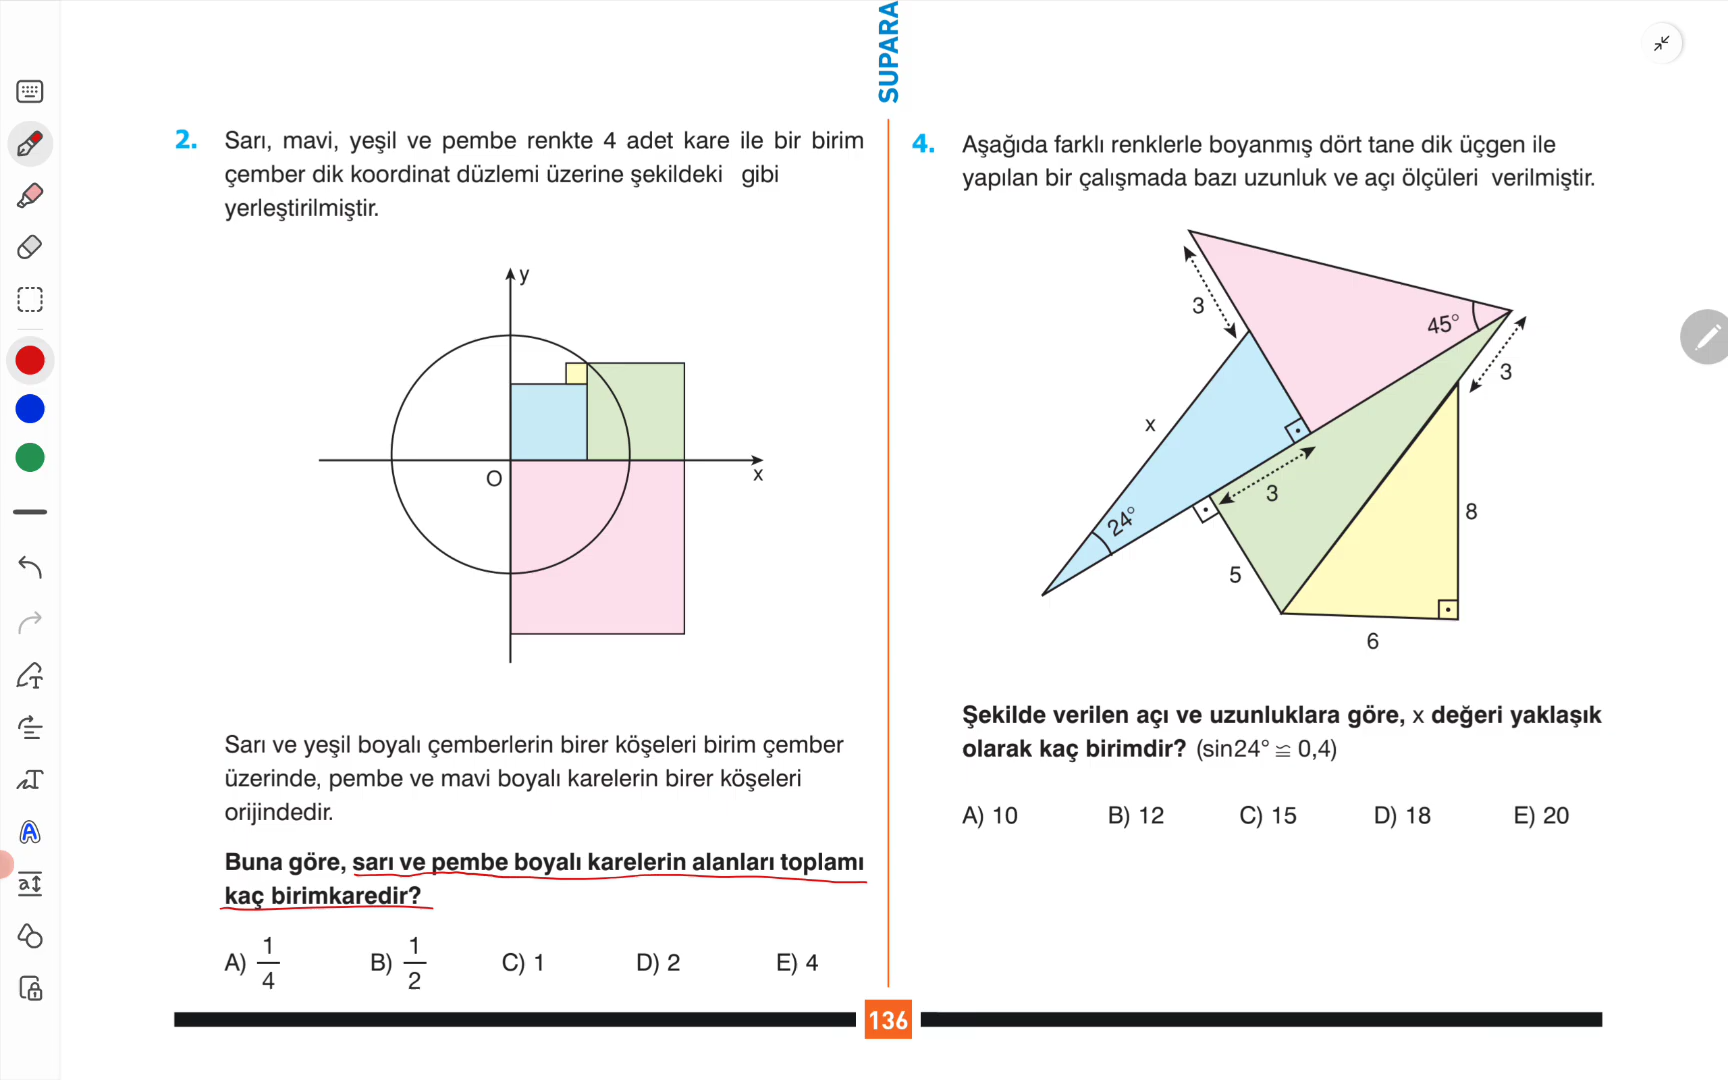 SUPARA
2. Sarı, mavi, yeşil ve pembe renkte 4 adet kare ile bir birim
çember dik koordinat düzlemi üzerine şekildeki gibi
yerleştirilmiştir.
y
O
x
Sarı ve yeşil boyalı çemberlerin birer köşeleri birim çember
üzerinde, pembe ve mavi boyalı karelerin birer köşeleri
orijindedir.
Buna göre, sarı ve pembe boyalı karelerin alanları toplamı
kaç birimkaredir?
A) 1/4 B) 1/2 C) 1 D) 2 E) 4
4. Aşağıda farklı renklerle boyanmış dört tane dik üçgen ile
yapılan bir çalışmada bazı uzunluk ve açı ölçüleri verilmiştir.
3
45°
3
x
3
24°
8
5
6
Şekilde verilen açı ve uzunluklara göre, x değeri yaklaşık
olarak kaç birimdir? (sin24° ≌ 0,4)
A) 10 B) 12 C) 15 D) 18 E) 20
136